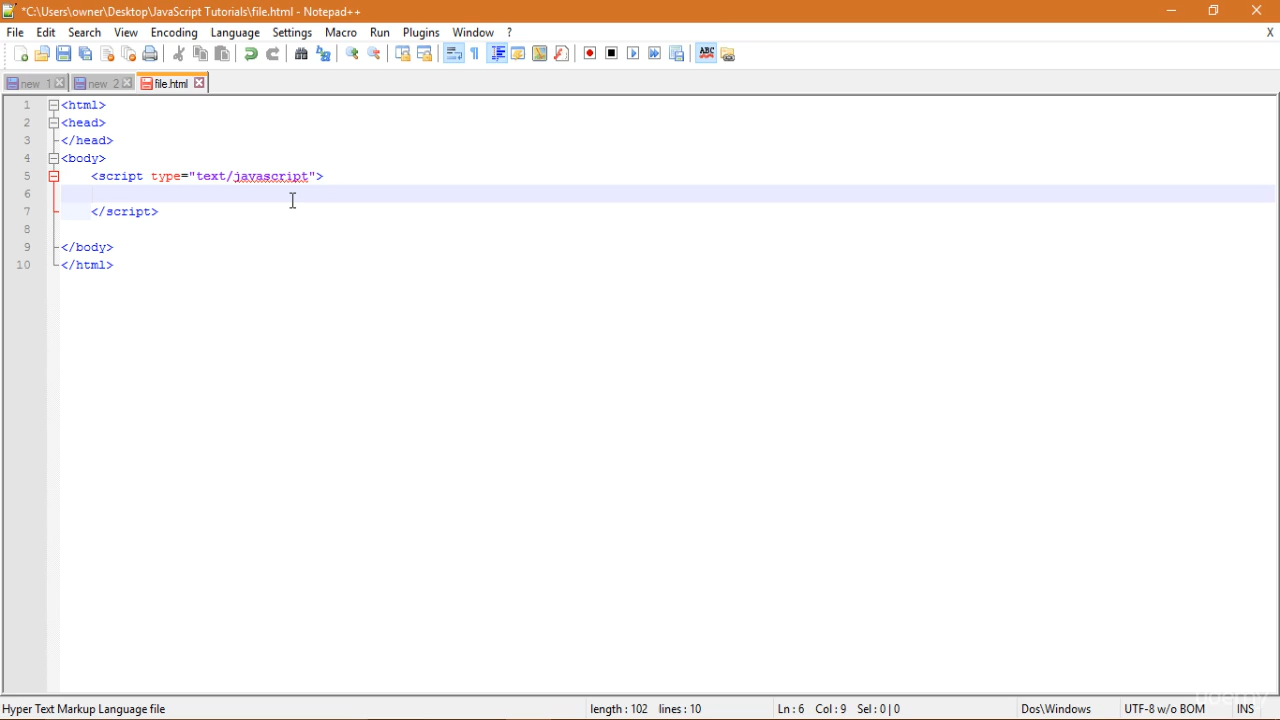 *C:\Users\owner\Desktop\JavaScript Tutorials\file.html - Notepad++
File Edit Search View Encoding Language Settings Macro Run Plugins Window ? X
new 1 new 2 file.html
1 <html>
2 <head>
3 </head>
4 <body>
5 <script type="text/javascript">
6
7 </script>
8
9 </body>
10 </html>
udemy
Hyper Text Markup Language file length : 102 lines : 10 Ln : 6 Col : 9 Sel : 0 | 0 Dos\Windows UTF-8 w/o BOM INS